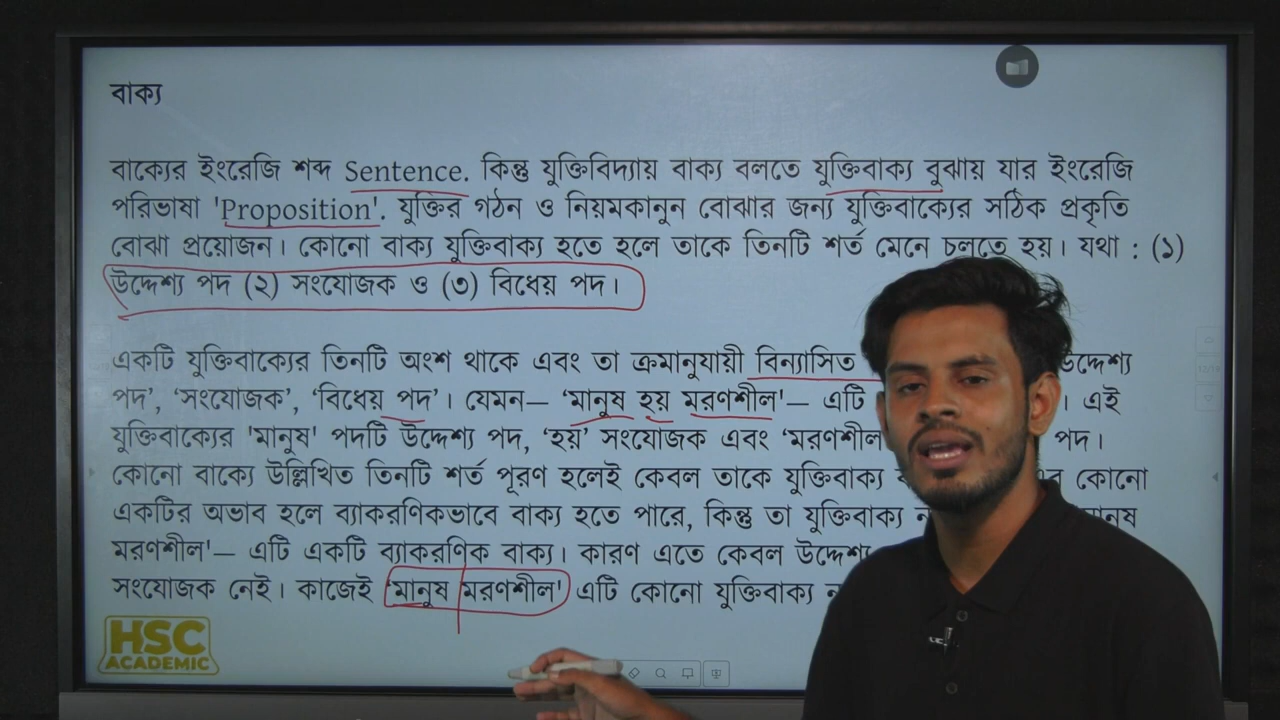 বাক্য
বাক্যের ইংরেজি শব্দ Sentence. কিন্তু যুক্তিবিদ্যায় বাক্য বলতে যুক্তিবাক্য বুঝায় যার ইংরেজি
পরিভাষা 'Proposition'. যুক্তির গঠন ও নিয়মকানুন বোঝার জন্য যুক্তিবাক্যের সঠিক প্রকৃতি
বোঝা প্রয়োজন। কোনো বাক্য যুক্তিবাক্য হতে হলে তাকে তিনটি শর্ত মেনে চলতে হয়। যথা : (১)
উদ্দেশ্য পদ (২) সংযোজক ও (৩) বিধেয় পদ।
একটি যুক্তিবাক্যের তিনটি অংশ থাকে এবং তা ক্রমানুযায়ী বিন্যাসিত উদ্দেশ্য
পদ’, ‘সংযোজক’, ‘বিধেয় পদ’। যেমন— ‘মানুষ হয় মরণশীল'— এটি । এই
যুক্তিবাক্যের 'মানুষ' পদটি উদ্দেশ্য পদ, ‘হয়’ সংযোজক এবং ‘মরণশীল পদ।
কোনো বাক্যে উল্লিখিত তিনটি শর্ত পূরণ হলেই কেবল তাকে যুক্তিবাক্য কোনো
একটির অভাব হলে ব্যাকরণিকভাবে বাক্য হতে পারে, কিন্তু তা যুক্তিবাক্য
মরণশীল'— এটি একটি ব্যাকরণিক বাক্য। কারণ এতে কেবল উদ্দেশ্য
সংযোজক নেই। কাজেই ‘মানুষ মরণশীল' এটি কোনো যুক্তিবাক্য
HSC
ACADEMIC